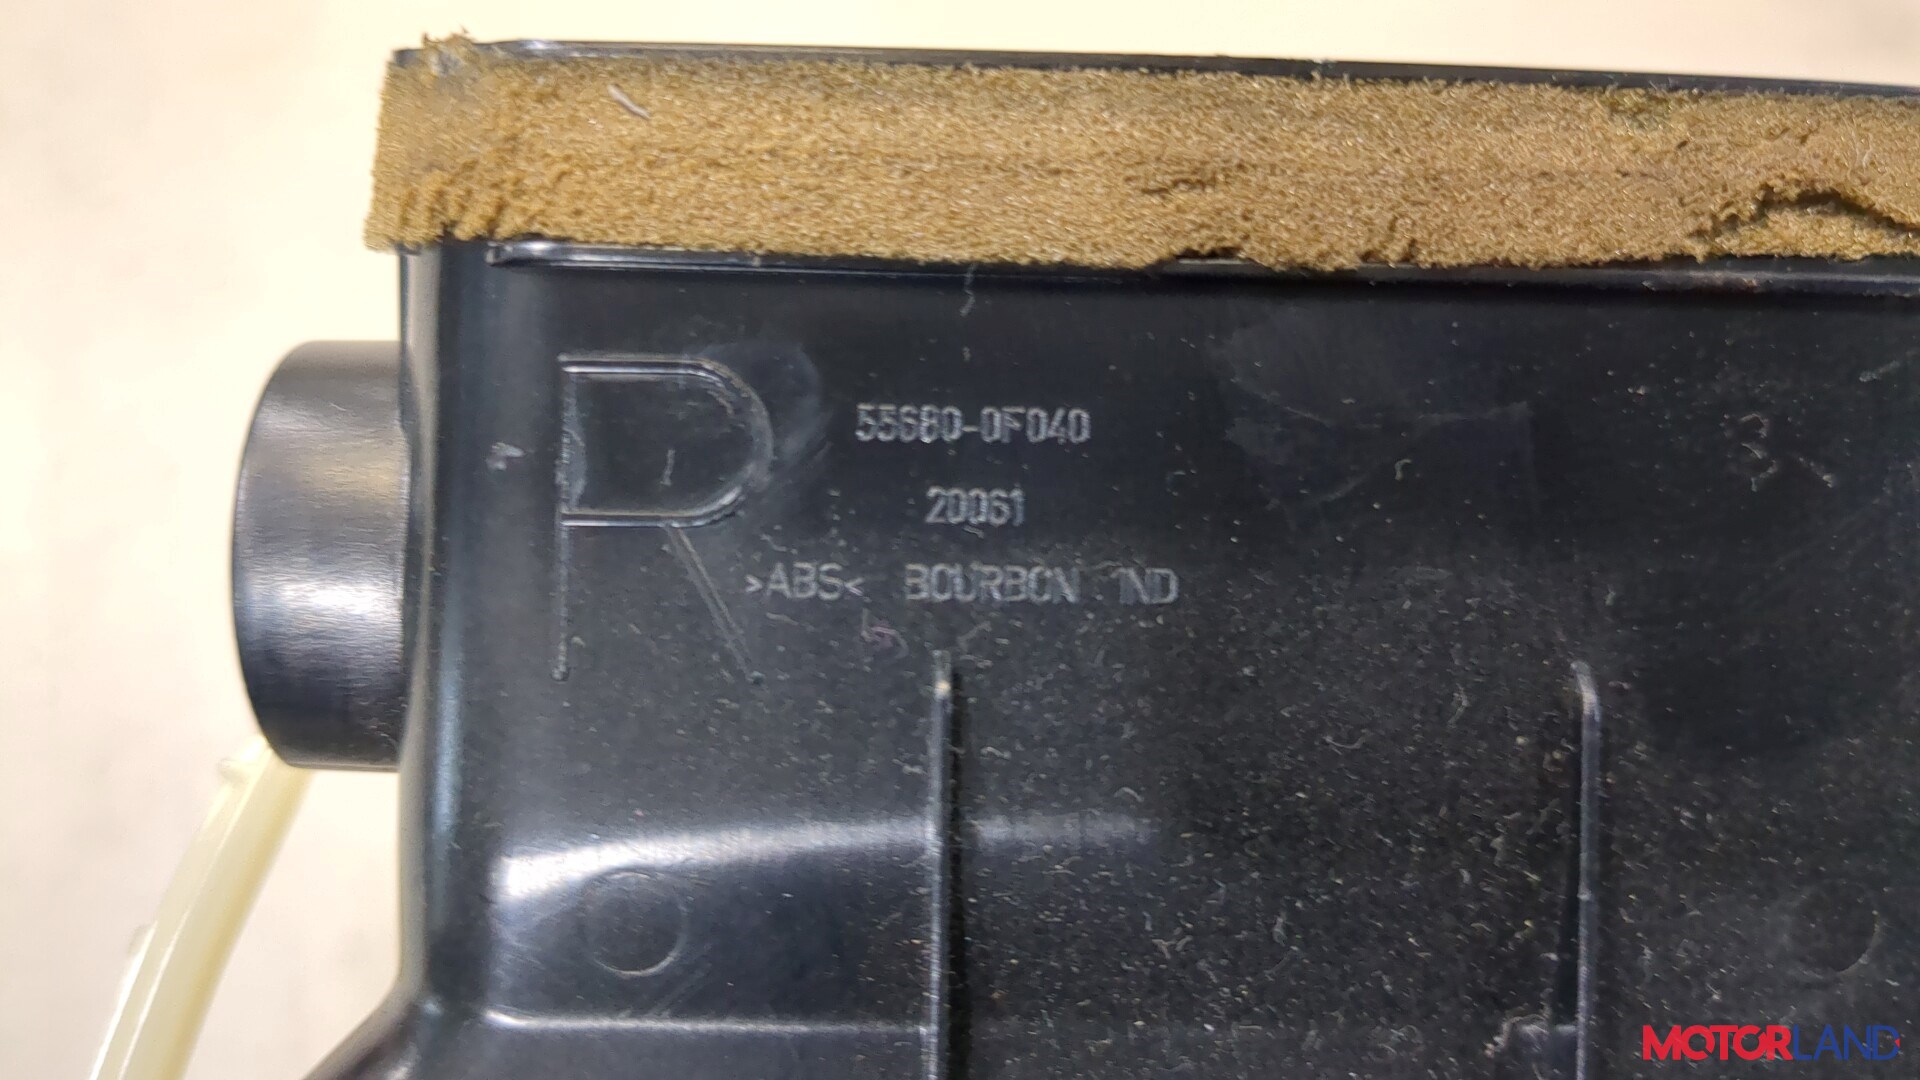 R
55680-0F040
20061
>ABS< BOURBON IND
MOTORLAND